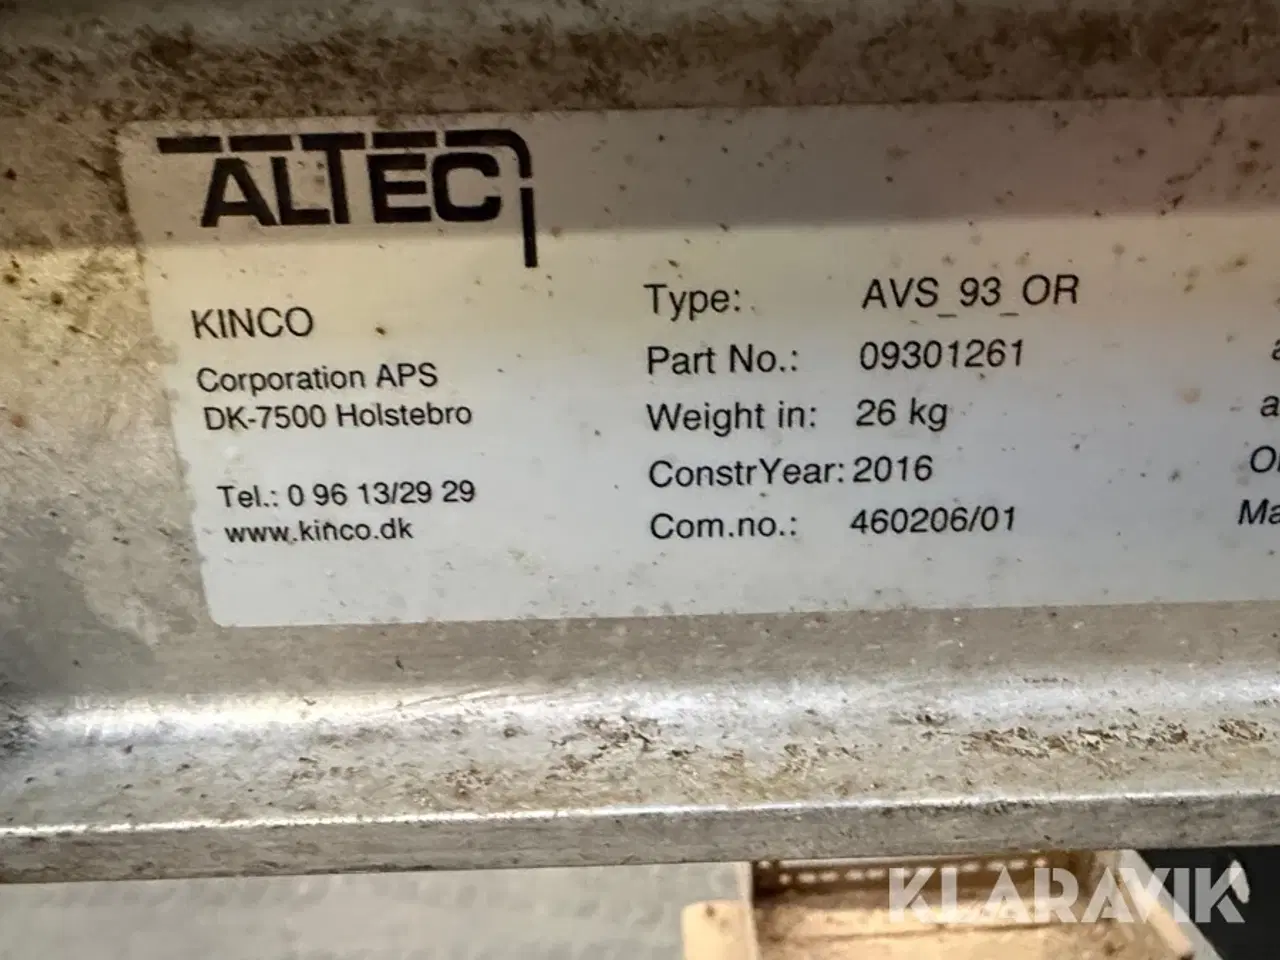 ALTEC
KINCO
Corporation APS
DK-7500 Holstebro
Tel.: 0 96 13/29 29
www.kinco.dk
Type: AVS_93_OR
Part No.: 09301261
Weight in: 26 kg
ConstrYear: 2016
Com.no.: 460206/01
KLARAVIK